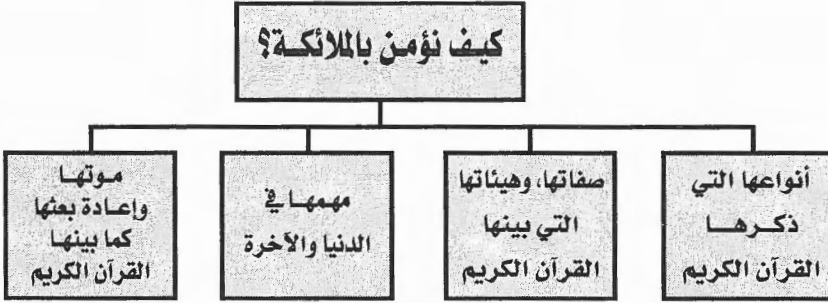 كيف نؤمن بالملائكة؟
أنواعها التي
ذكرها
القرآن الكريم
صفاتها، وهيئاتها
التي بينها
القرآن الكريم
مهمها في
الدنيا والآخرة
موتها
وإعادة بعثها
كما بينها
القرآن الكريم